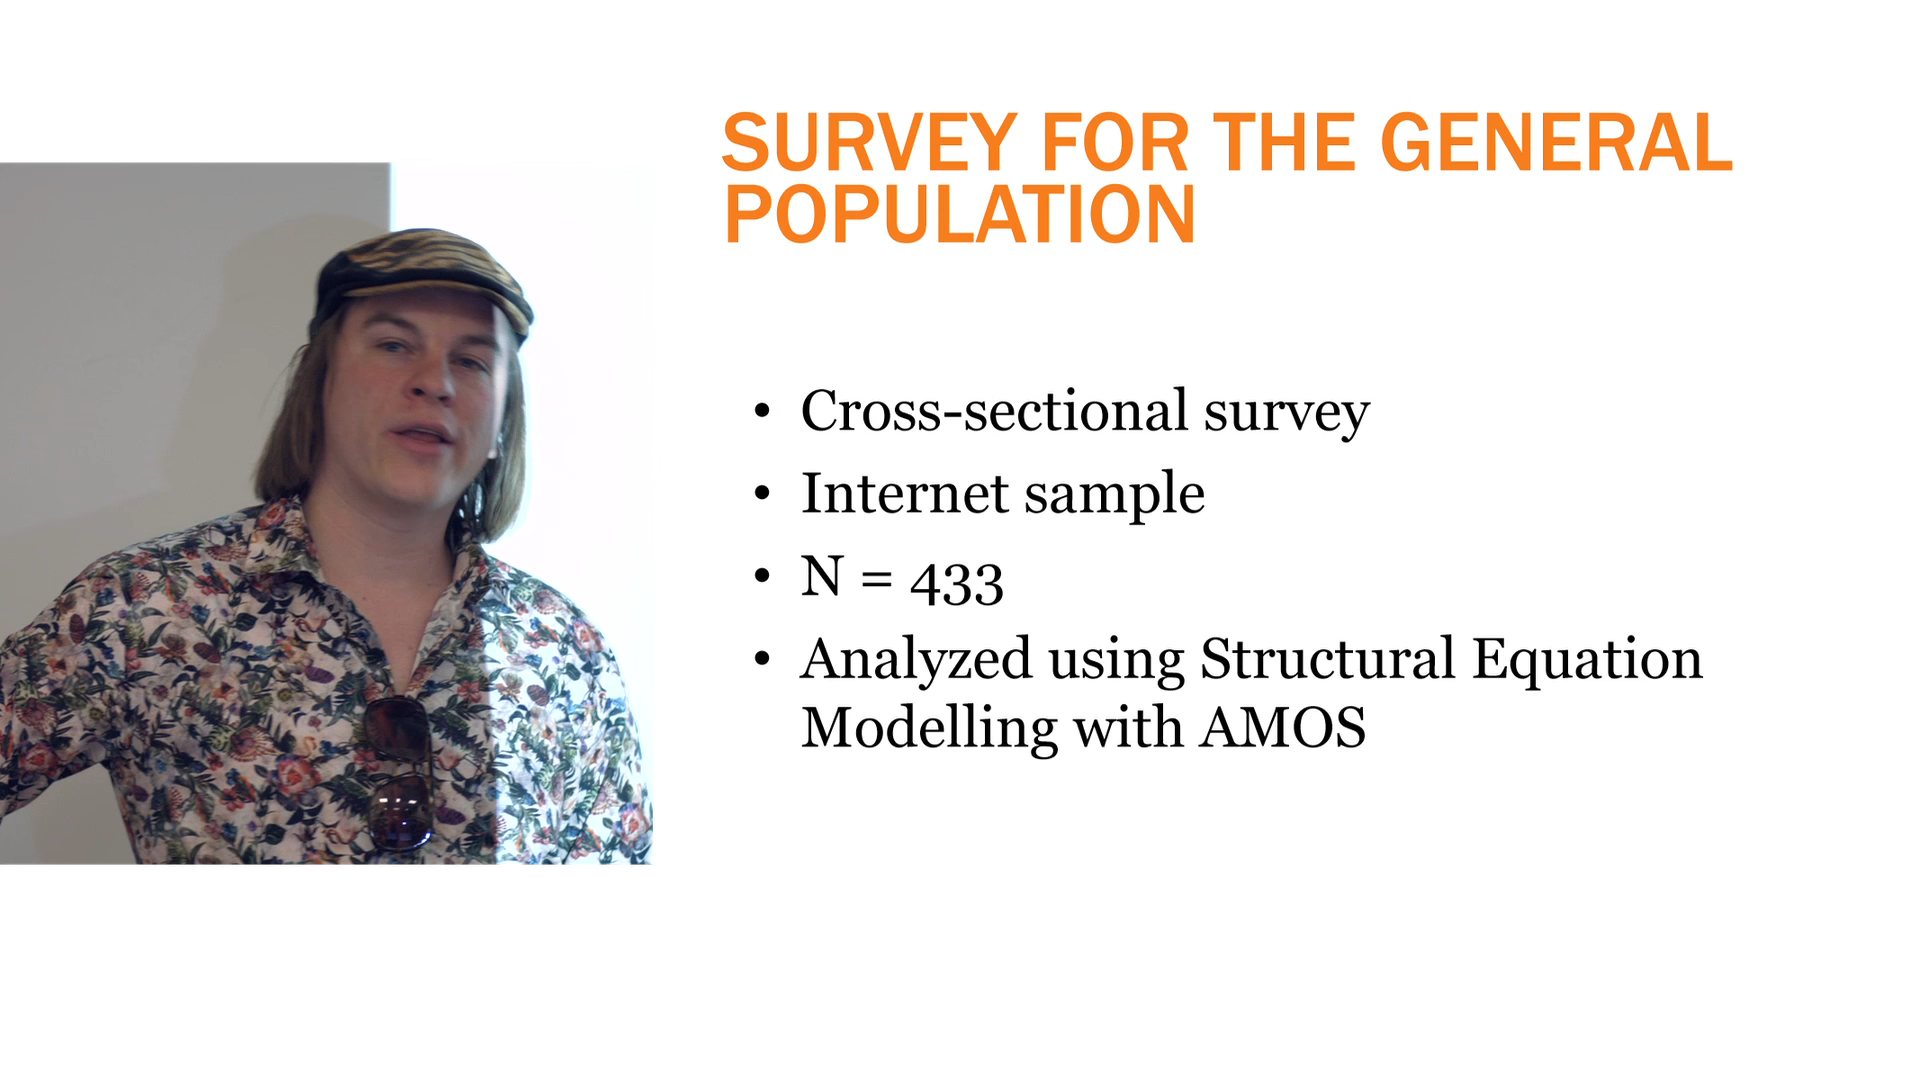 SURVEY FOR THE GENERAL
POPULATION
• Cross-sectional survey
• Internet sample
• N = 433
• Analyzed using Structural Equation
Modelling with AMOS